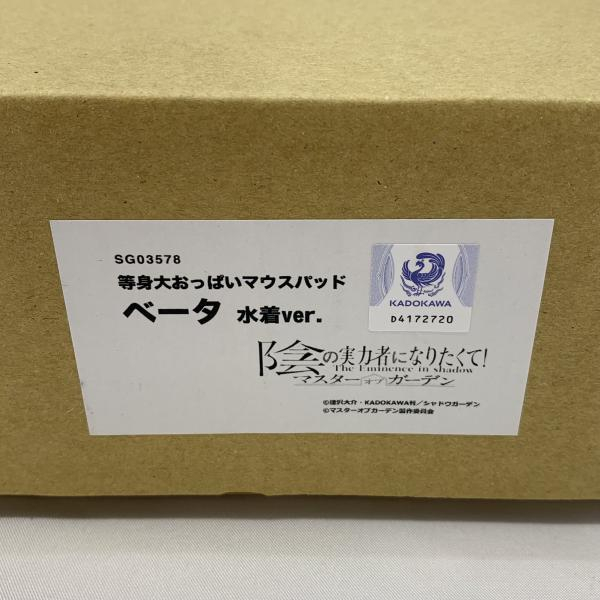 SG03578
等身大おっぱいマウスパッド
ベータ 水着ver.
KADOKAWA
D4172720
陰の実力者になりたくて!
The Eminence in shadow
マスターオブガーデン
©逢沢大介・KADOKAWA刊／シャドウガーデン
©マスターオブガーデン製作委員会